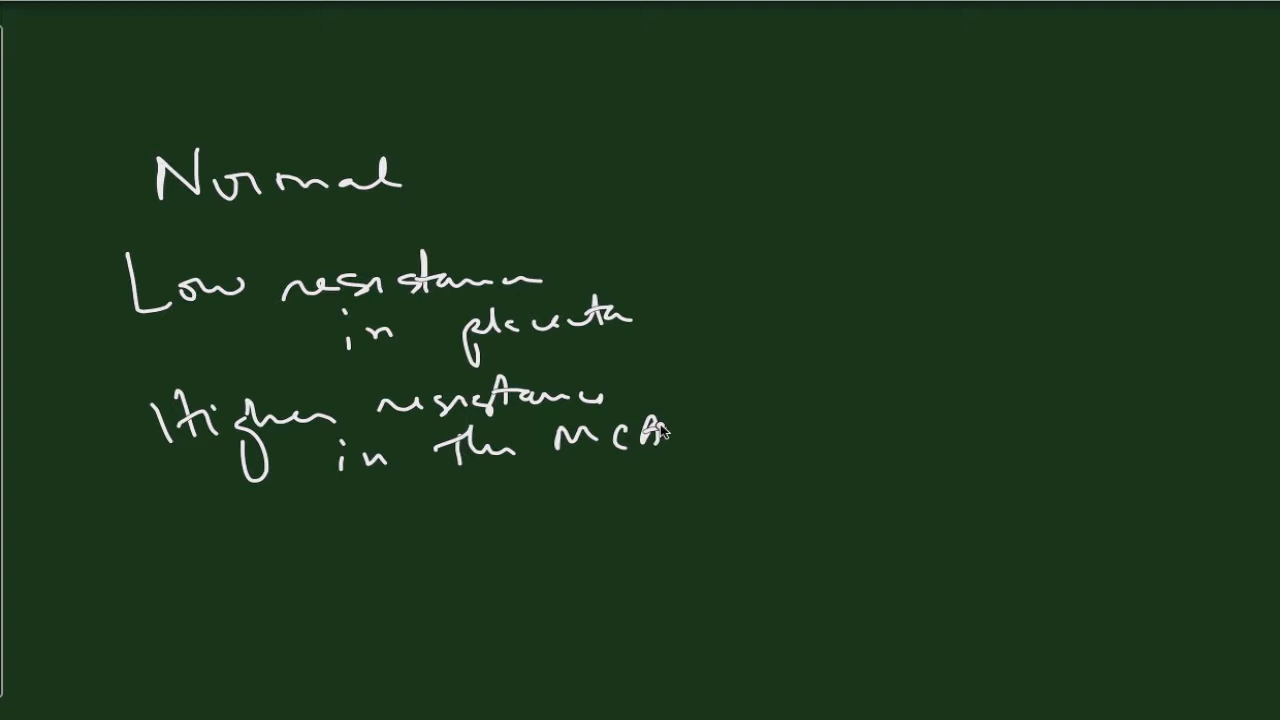 Normal
Low resistance
in placenta
Higher resistance
in the MCA